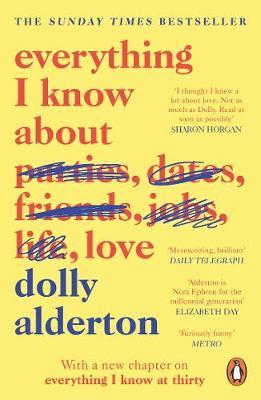 THE SUNDAY TIMES BESTSELLER
everything
I know
about
parties, dates,
friends, jobs,
life, love
dolly
alderton
'I thought I knew a
lot about love. Not
as much as Dolly. Read
as soon as possible'
SHARON HORGAN
'Mesmerizing, brilliant'
DAILY TELEGRAPH
'Alderton is
Nora Ephron for the
millennial generation'
ELIZABETH DAY
'Furiously funny'
METRO
With a new chapter on
everything I know at thirty